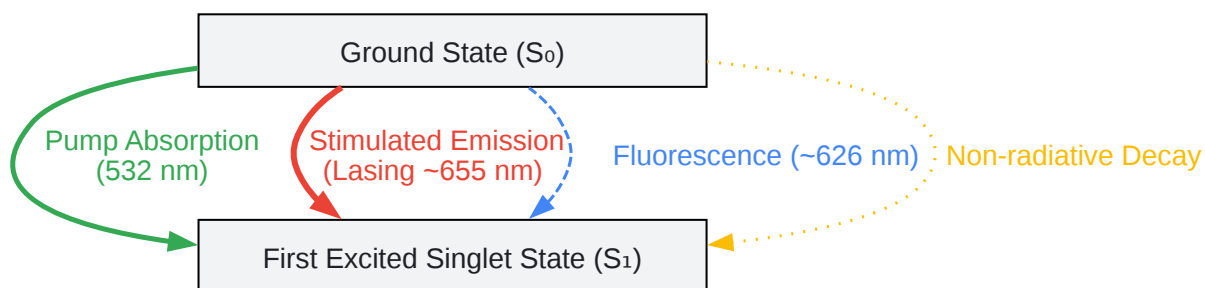 Ground State (S₀)
Pump Absorption
(532 nm)
Stimulated Emission
(Lasing ~655 nm)
Fluorescence (~626 nm)
Non-radiative Decay
First Excited Singlet State (S₁)